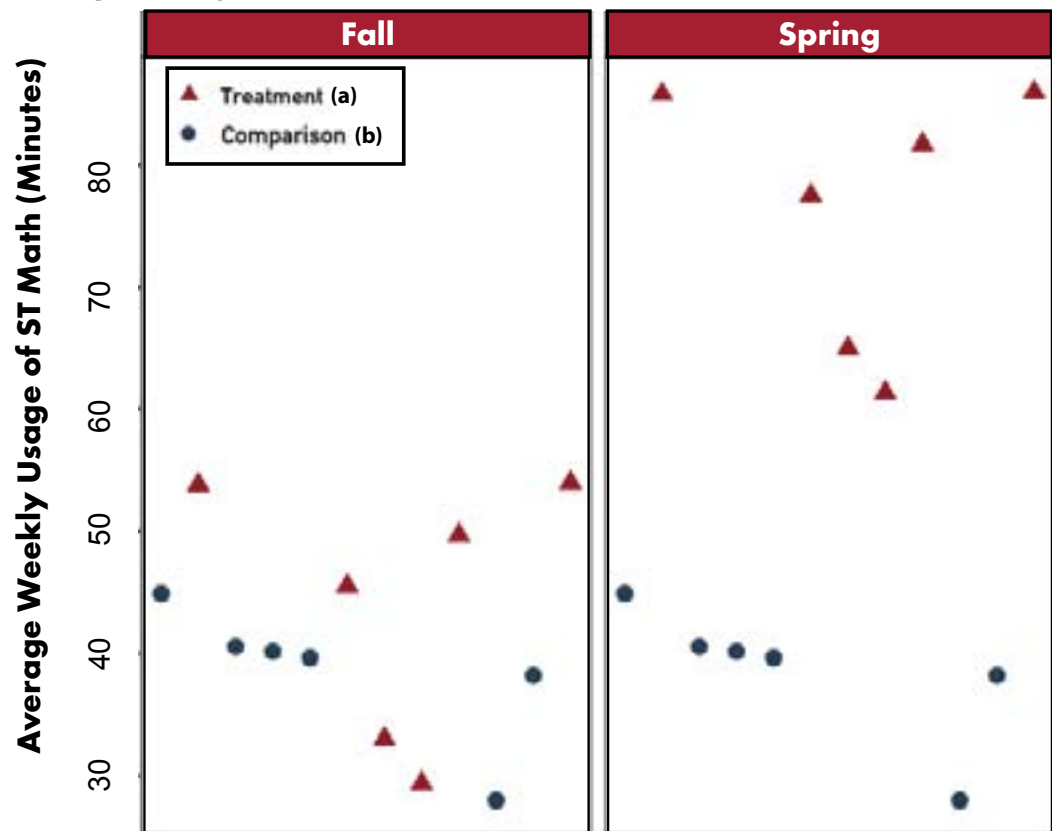 Fall
Spring
Treatment (a)
Comparison (b)
Average Weekly Usage of ST Math (Minutes)
80
70
60
50
40
30